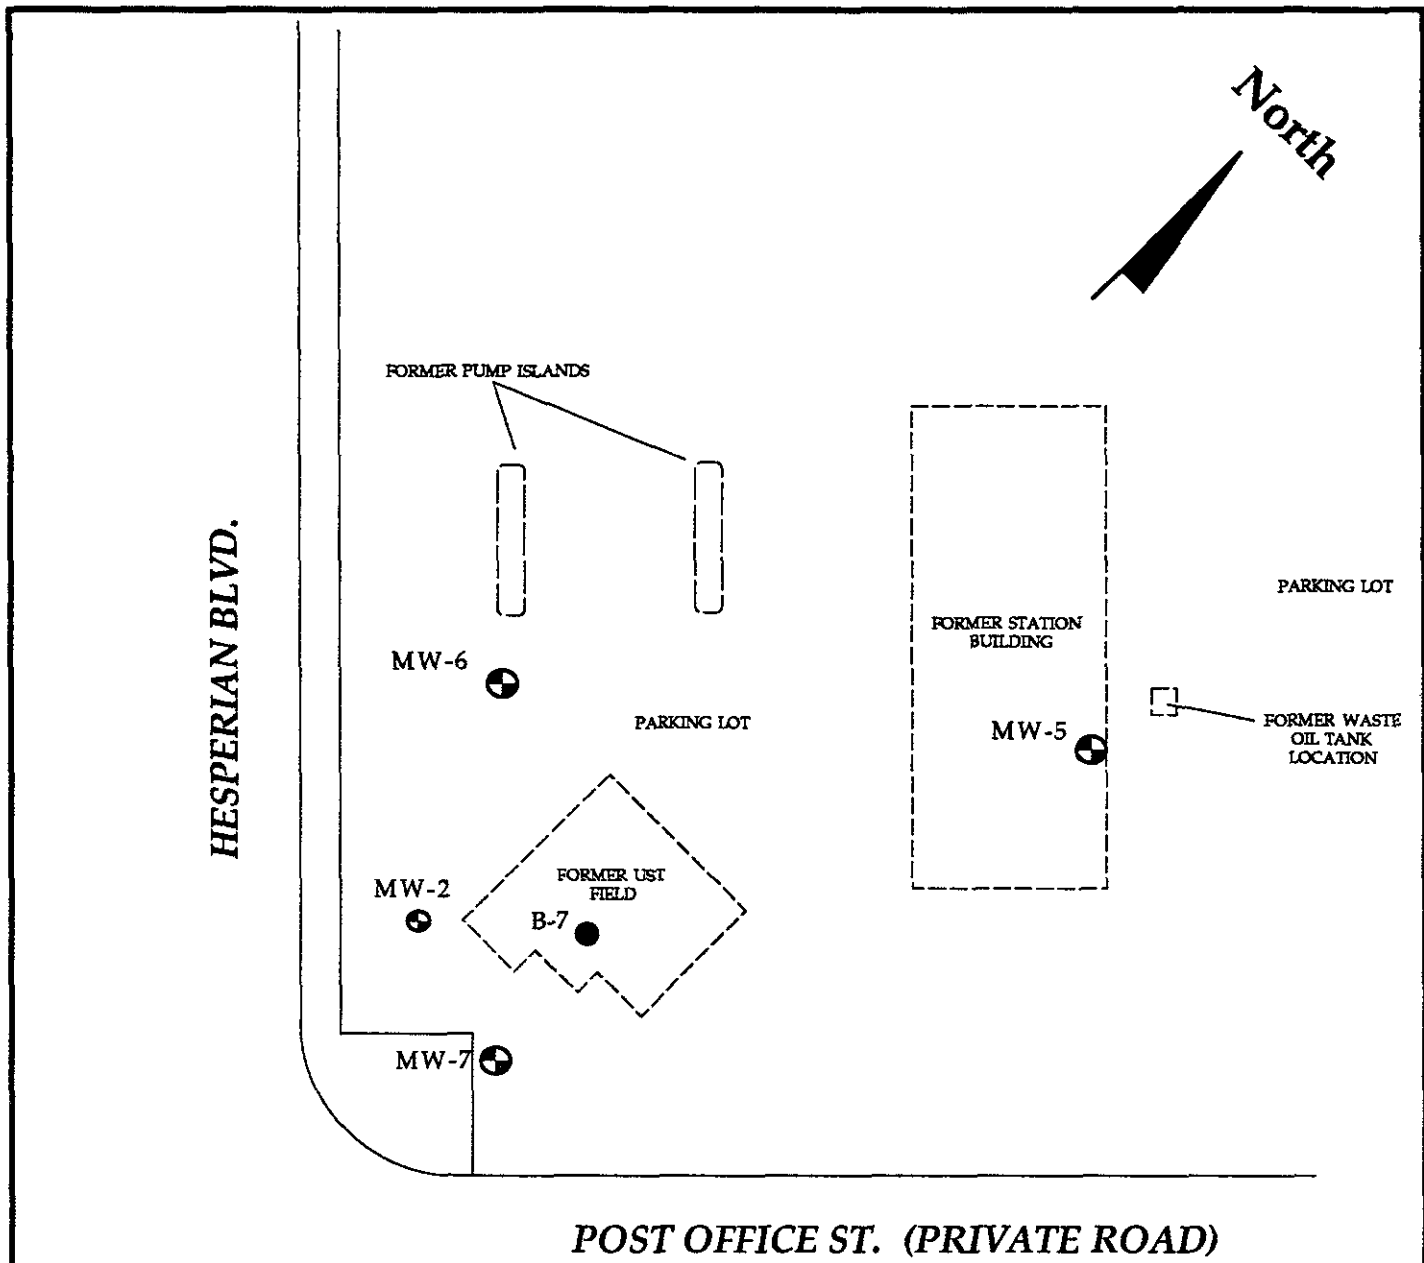 North
FORMER PUMP ISLANDS
HESPERIAN BLVD.
PARKING LOT
FORMER STATION
BUILDING
MW-6
PARKING LOT
MW-5
FORMER WASTE
OIL TANK
LOCATION
FORMER UST
FIELD
MW-2
B-7
MW-7
POST OFFICE ST. (PRIVATE ROAD)